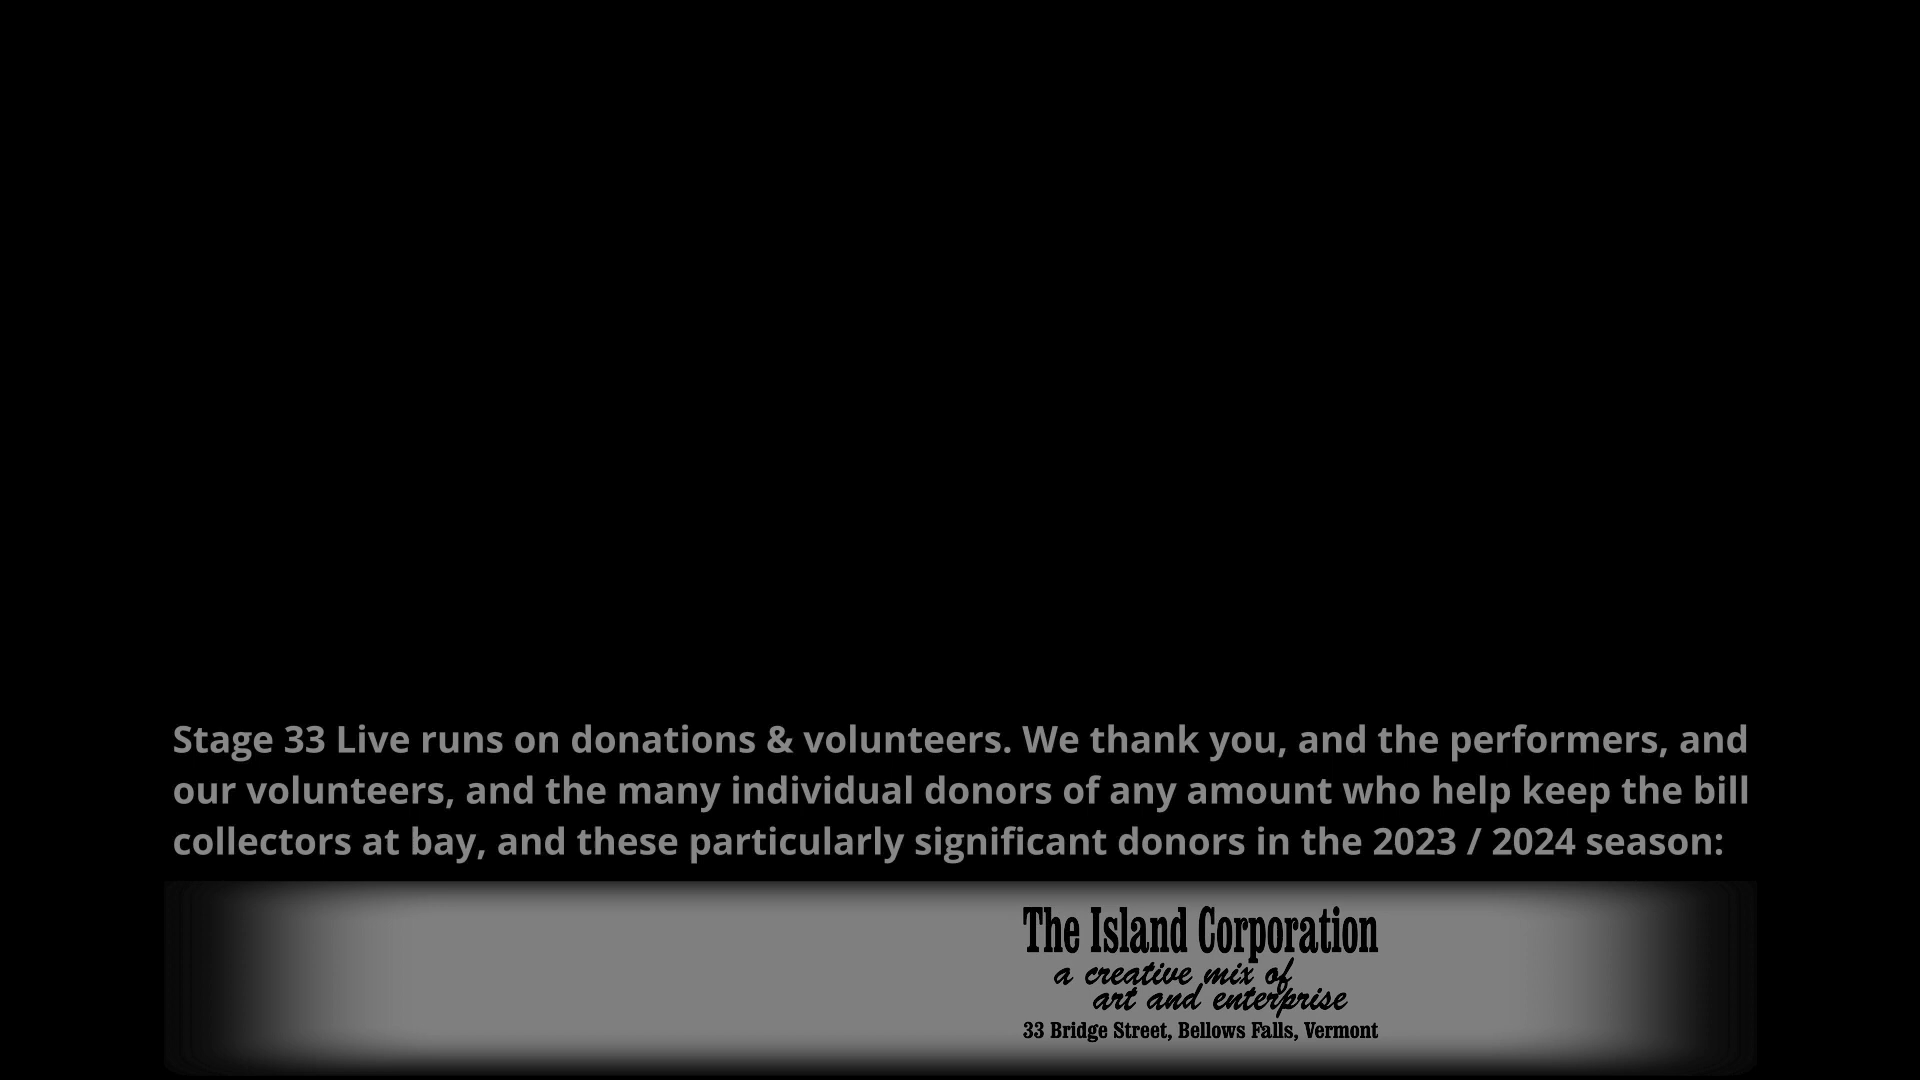 Stage 33 Live runs on donations & volunteers. We thank you, and the performers, and
our volunteers, and the many individual donors of any amount who help keep the bill
collectors at bay, and these particularly significant donors in the 2023 / 2024 season:
The Island Corporation
a creative mix of
art and enterprise
33 Bridge Street, Bellows Falls, Vermont